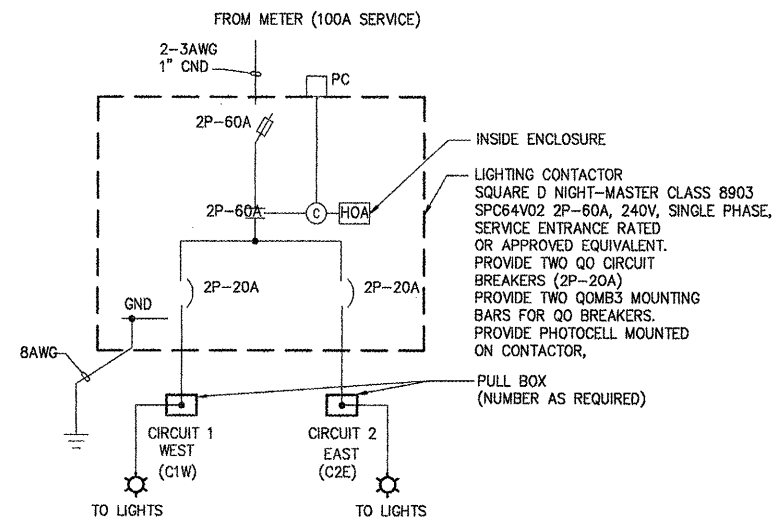 FROM METER (100A SERVICE)
2-3AWG
1" CND
PC
2P-60A
INSIDE ENCLOSURE
LIGHTING CONTACTOR
SQUARE D NIGHT-MASTER CLASS 8903
SPC64V02 2P-60A, 240V, SINGLE PHASE,
SERVICE ENTRANCE RATED
OR APPROVED EQUIVALENT.
PROVIDE TWO QO CIRCUIT
BREAKERS (2P-20A)
PROVIDE TWO QOMB3 MOUNTING
BARS FOR QO BREAKERS.
PROVIDE PHOTOCELL MOUNTED
ON CONTACTOR,
2P-60A
C
HOA
2P-20A
2P-20A
GND
8AWG
PULL BOX
(NUMBER AS REQUIRED)
CIRCUIT 1
WEST
(C1W)
CIRCUIT 2
EAST
(C2E)
TO LIGHTS
TO LIGHTS